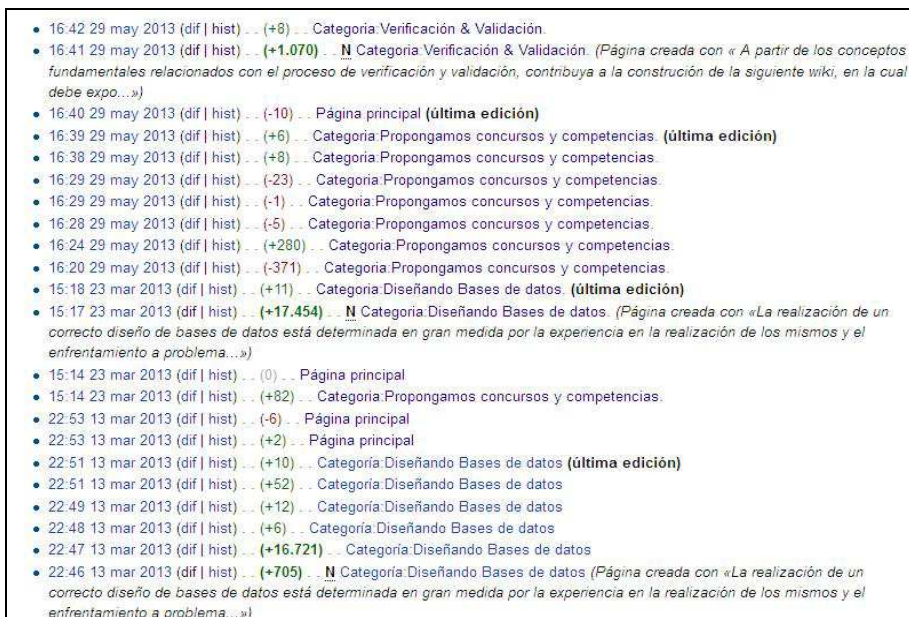 16:42 29 may 2013 (dif | hist) . . (+8) . . Categoria:Verificación & Validación.
16:41 29 may 2013 (dif | hist) . . (+1.070) . . N Categoria:Verificación & Validación. (Página creada con « A partir de los conceptos
fundamentales relacionados con el proceso de verificación y validación, contribuya a la construción de la siguiente wiki, en la cual
debe expo...»)
16:40 29 may 2013 (dif | hist) . . (-10) . . Página principal (última edición)
16:39 29 may 2013 (dif | hist) . . (+6) . . Categoria:Propongamos concursos y competencias. (última edición)
16:38 29 may 2013 (dif | hist) . . (+8) . . Categoria:Propongamos concursos y competencias.
16:29 29 may 2013 (dif | hist) . . (-23) . . Categoria:Propongamos concursos y competencias.
16:29 29 may 2013 (dif | hist) . . (-1) . . Categoria:Propongamos concursos y competencias.
16:28 29 may 2013 (dif | hist) . . (-5) . . Categoria:Propongamos concursos y competencias.
16:24 29 may 2013 (dif | hist) . . (+280) . . Categoria:Propongamos concursos y competencias.
16:20 29 may 2013 (dif | hist) . . (-371) . . Categoria:Propongamos concursos y competencias.
15:18 23 mar 2013 (dif | hist) . . (+11) . . Categoria:Diseñando Bases de datos. (última edición)
15:17 23 mar 2013 (dif | hist) . . (+17.454) . . N Categoria:Diseñando Bases de datos. (Página creada con «La realización de un
correcto diseño de bases de datos está determinada en gran medida por la experiencia en la realización de los mismos y el
enfrentamiento a problema...»)
15:14 23 mar 2013 (dif | hist) . . (0) . . Página principal
15:14 23 mar 2013 (dif | hist) . . (+82) . . Categoria:Propongamos concursos y competencias.
22:53 13 mar 2013 (dif | hist) . . (-6) . . Página principal
22:53 13 mar 2013 (dif | hist) . . (+2) . . Página principal
22:51 13 mar 2013 (dif | hist) . . (+10) . . Categoría:Diseñando Bases de datos (última edición)
22:51 13 mar 2013 (dif | hist) . . (+52) . . Categoría:Diseñando Bases de datos
22:49 13 mar 2013 (dif | hist) . . (+12) . . Categoría:Diseñando Bases de datos
22:48 13 mar 2013 (dif | hist) . . (+6) . . Categoría:Diseñando Bases de datos
22:47 13 mar 2013 (dif | hist) . . (+16.721) . . Categoría:Diseñando Bases de datos
22:46 13 mar 2013 (dif | hist) . . (+705) . . N Categoría:Diseñando Bases de datos (Página creada con «La realización de un
correcto diseño de bases de datos está determinada en gran medida por la experiencia en la realización de los mismos y el
enfrentamiento a problema...»)